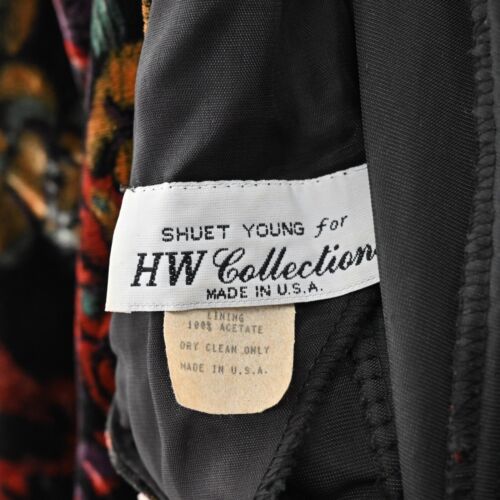 SHUET YOUNG for
HW Collection
MADE IN U.S.A.
LINING
100% ACETATE
DRY CLEAN ONLY
MADE IN U.S.A.